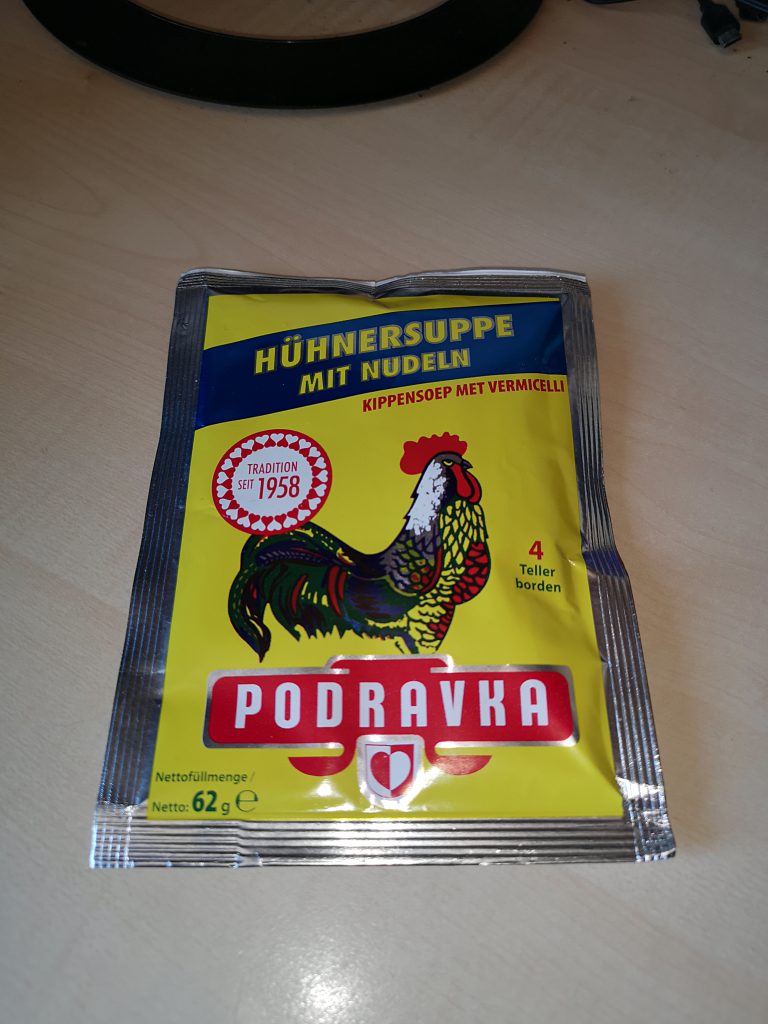 HÜHNERSUPPE
MIT NUDELN
KIPPENSOEP MET VERMICELLI
TRADITION
SEIT 1958
4
Teller
borden
PODRAVKA
Nettofüllmenge /
Netto: 62 g ℮